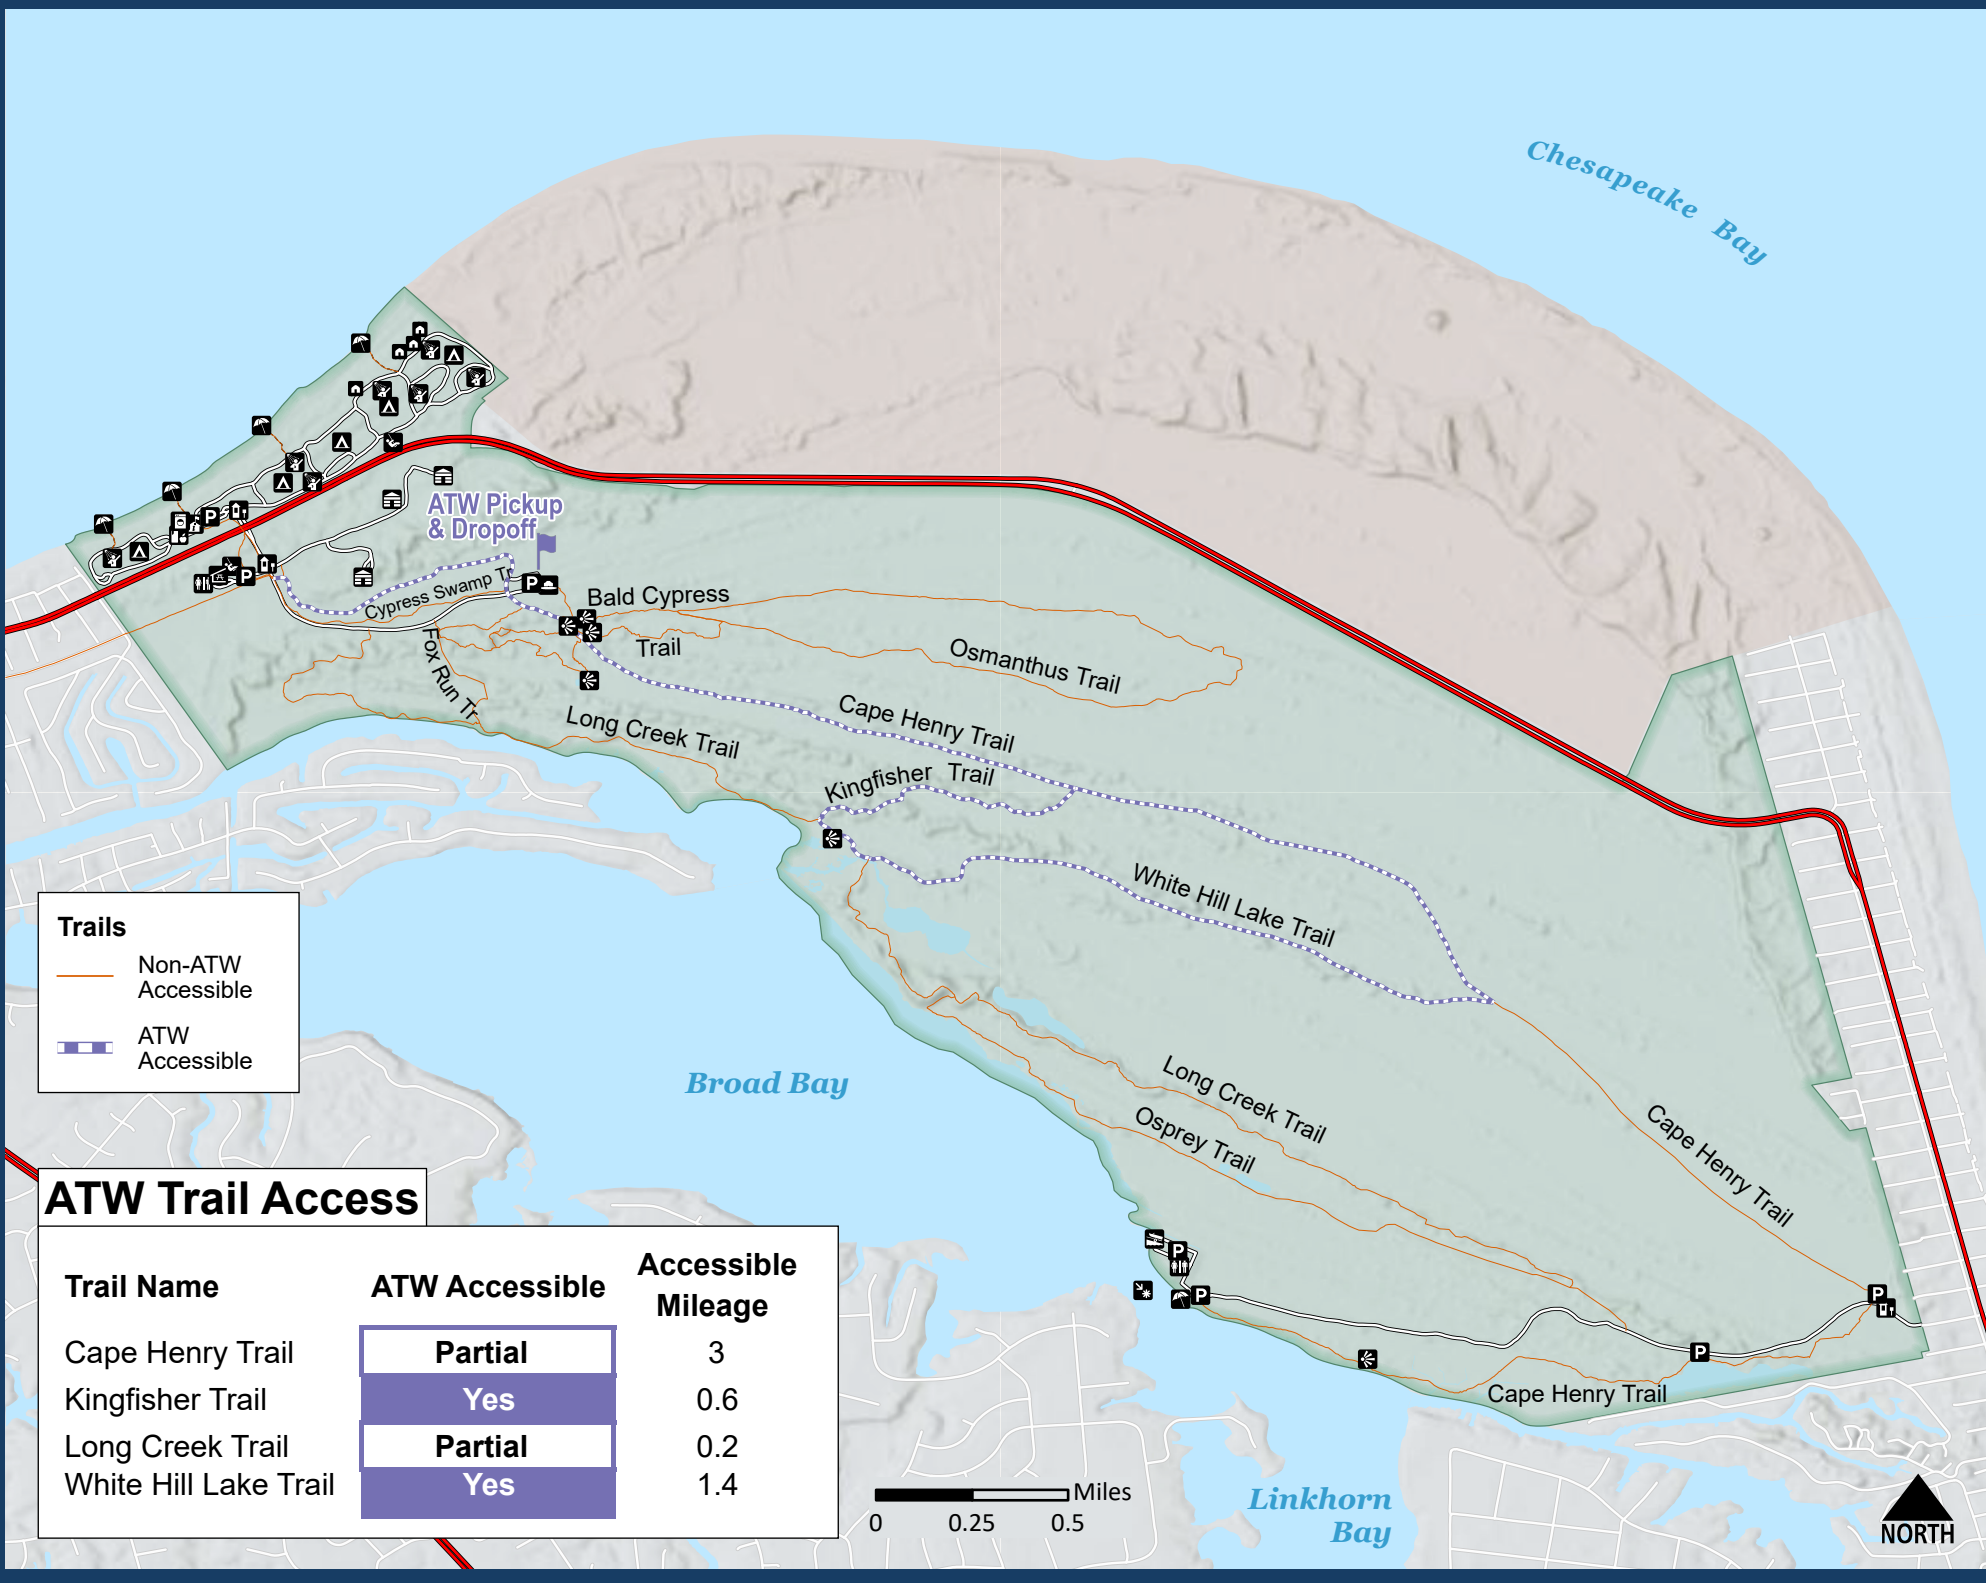 Chesapeake Bay
ATW Pickup
& Dropoff
Cypress Swamp Tr
Bald Cypress
Trail
Fox Run Tr
Osmanthus Trail
Long Creek Trail
Cape Henry Trail
Kingfisher Trail
White Hill Lake Trail
Trails
Non-ATW
Accessible
ATW
Accessible
Broad Bay
Long Creek Trail
Osprey Trail
Cape Henry Trail
Cape Henry Trail
ATW Trail Access
Trail Name ATW Accessible Accessible
Mileage
Cape Henry Trail Partial 3
Kingfisher Trail Yes 0.6
Long Creek Trail Partial 0.2
White Hill Lake Trail Yes 1.4
Miles
0 0.25 0.5
Linkhorn
Bay
NORTH
P
P
P
P
P
P
P